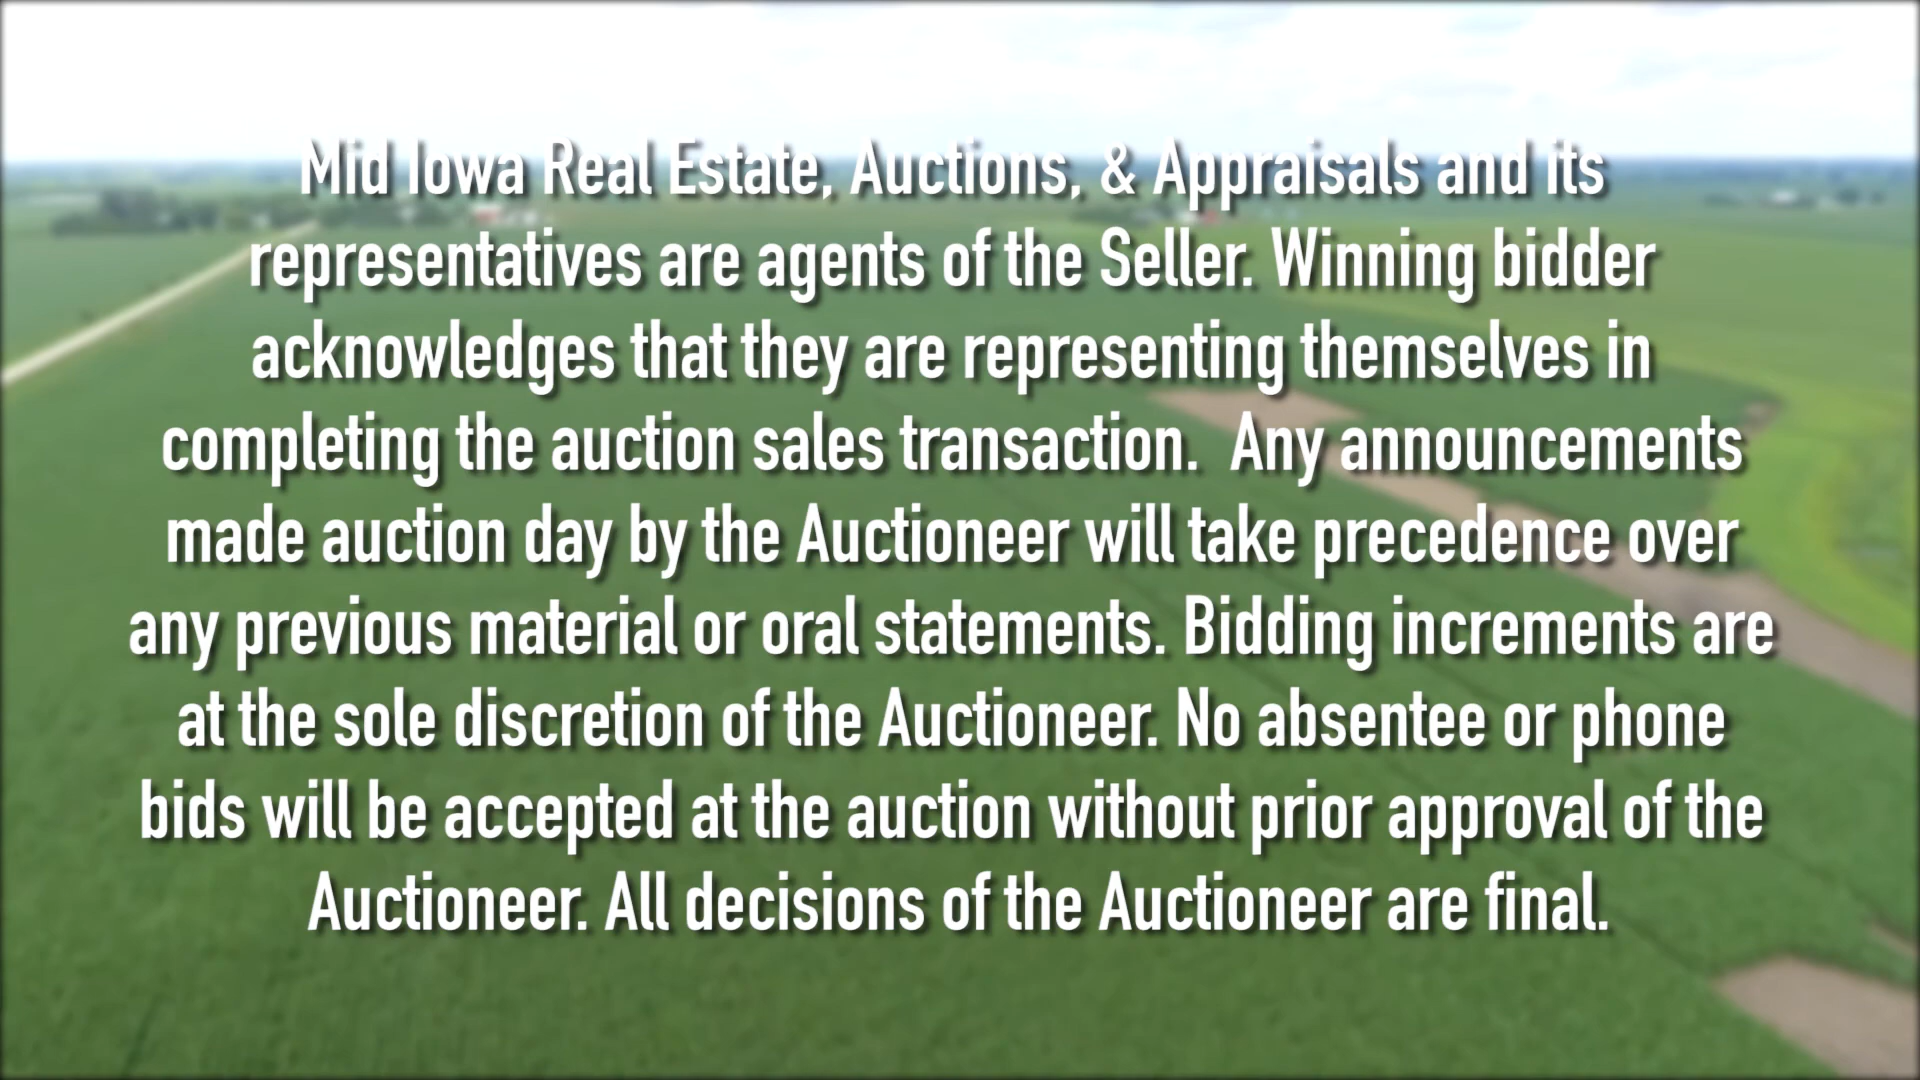 Mid Iowa Real Estate, Auctions, & Appraisals and its
representatives are agents of the Seller. Winning bidder
acknowledges that they are representing themselves in
completing the auction sales transaction.  Any announcements
made auction day by the Auctioneer will take precedence over
any previous material or oral statements. Bidding increments are
at the sole discretion of the Auctioneer. No absentee or phone
bids will be accepted at the auction without prior approval of the
Auctioneer. All decisions of the Auctioneer are final.